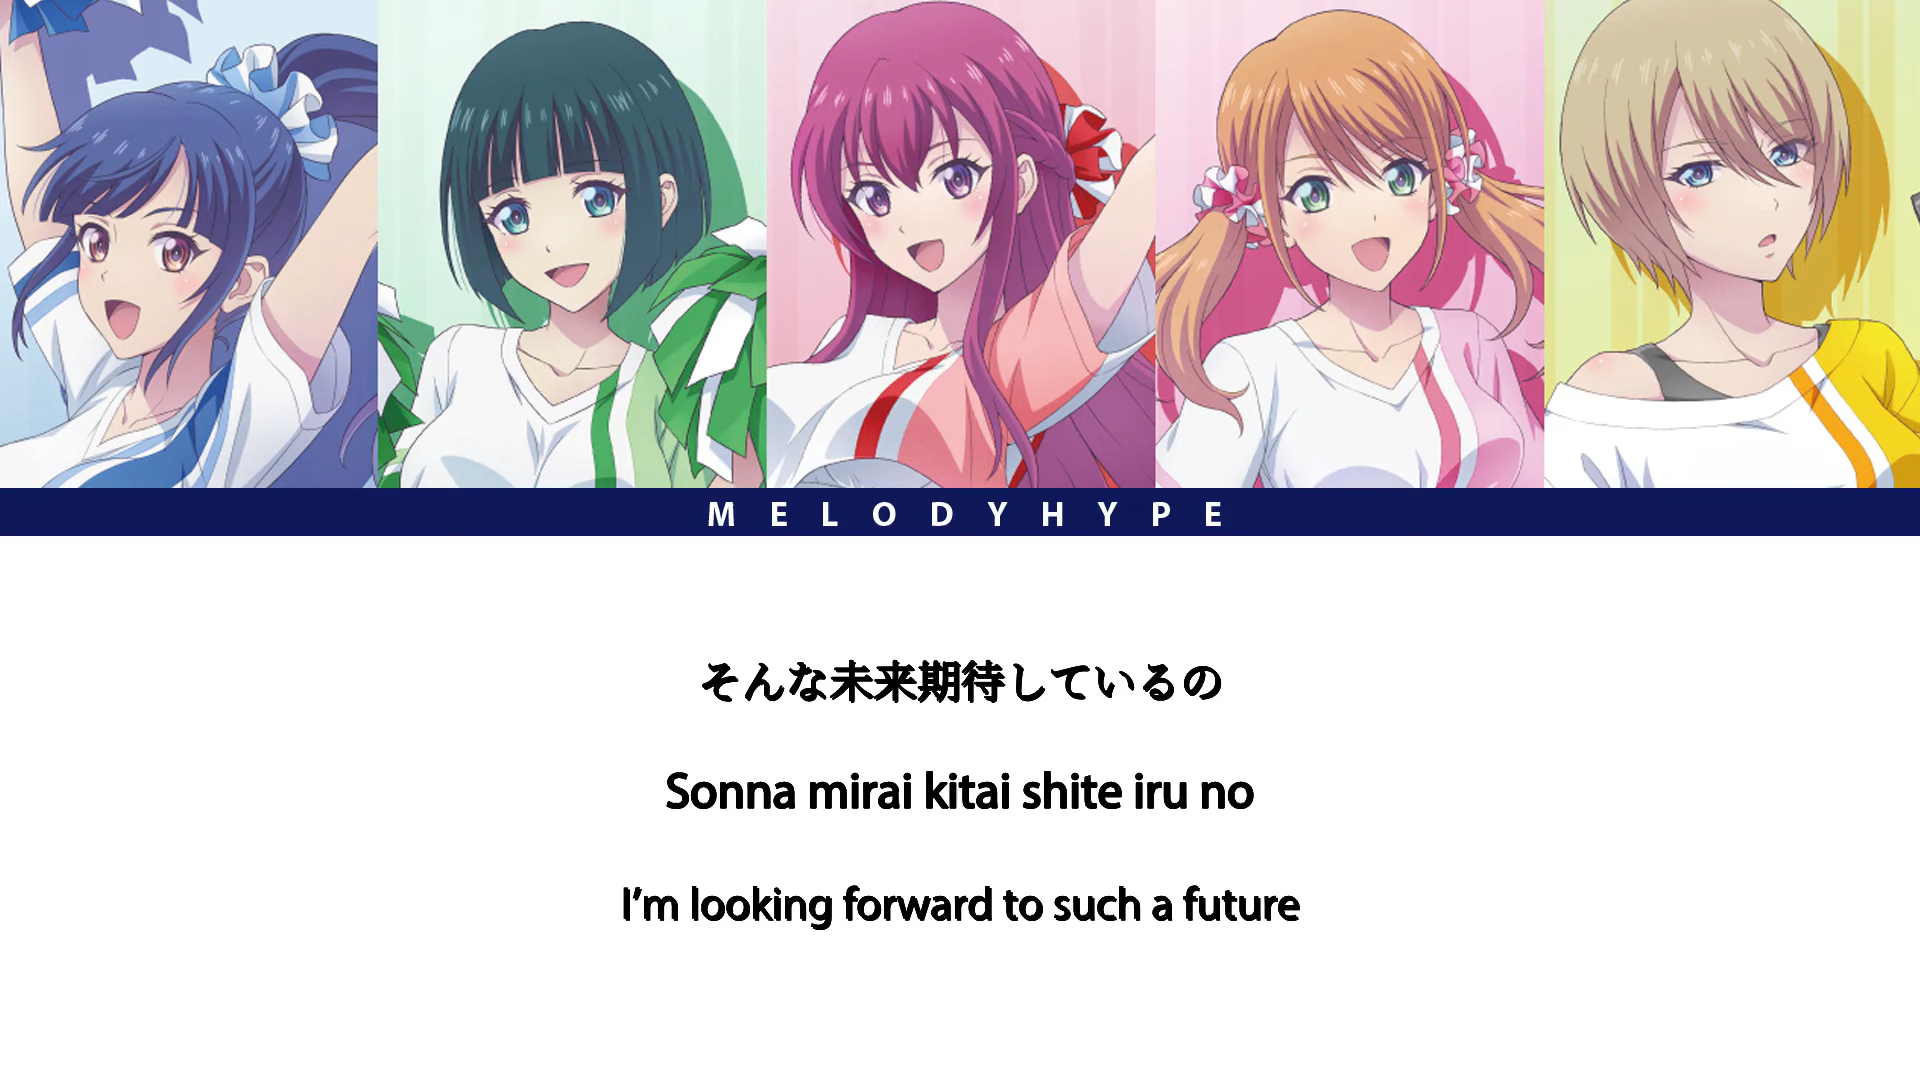 MELODYHYPE
そんな未来期待しているの
Sonna mirai kitai shite iru no
I'm looking forward to such a future